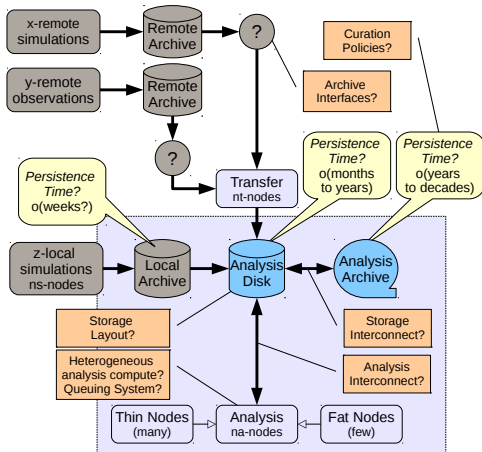 x-remote
simulations
Remote
Archive
?
Curation
Policies?
y-remote
observations
Remote
Archive
Archive
Interfaces?
?
Persistence
Time?
o(weeks?)
Transfer
nt-nodes
Persistence
Time?
o(months
to years)
Persistence
Time?
o(years
to decades)
z-local
simulations
ns-nodes
Local
Archive
Analysis
Disk
Analysis
Archive
Storage
Layout?
Storage
Interconnect?
Heterogeneous
analysis compute?
Queuing System?
Analysis
Interconnect?
Thin Nodes
(many)
Analysis
na-nodes
Fat Nodes
(few)